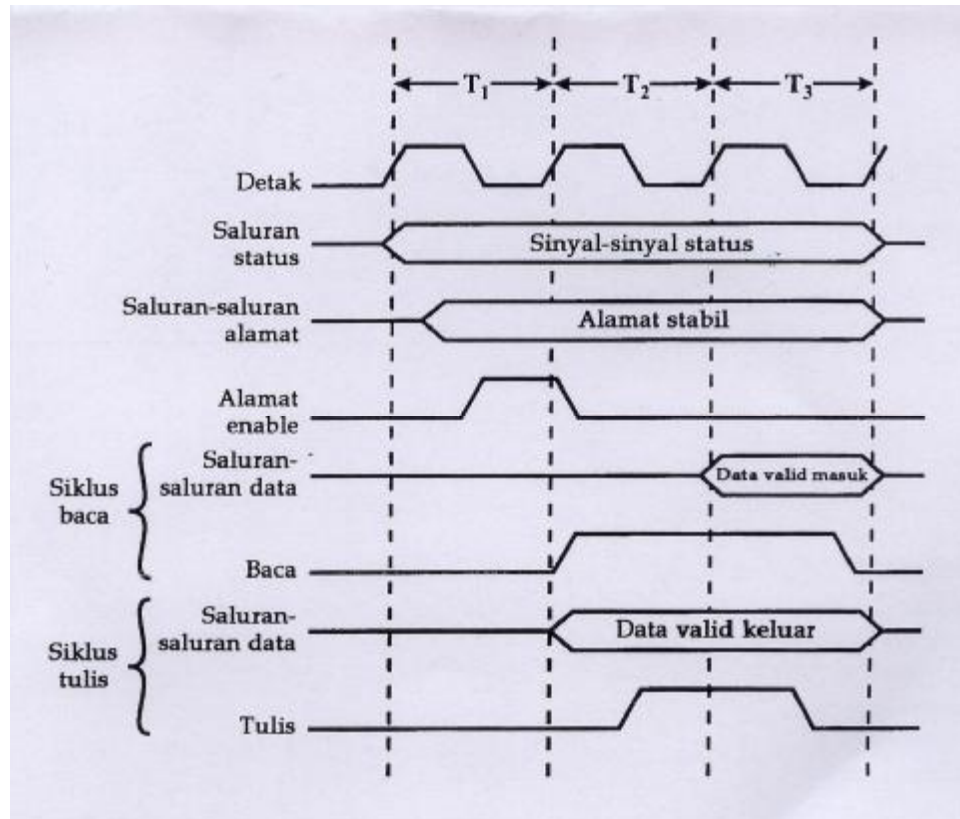 T1
T2
T3
Detak
Saluran
status
Sinyal-sinyal status
Saluran-saluran
alamat
Alamat stabil
Alamat
enable
Siklus
baca
Saluran-
saluran data
Data valid masuk
Baca
Siklus
tulis
Saluran-
saluran data
Data valid keluar
Tulis